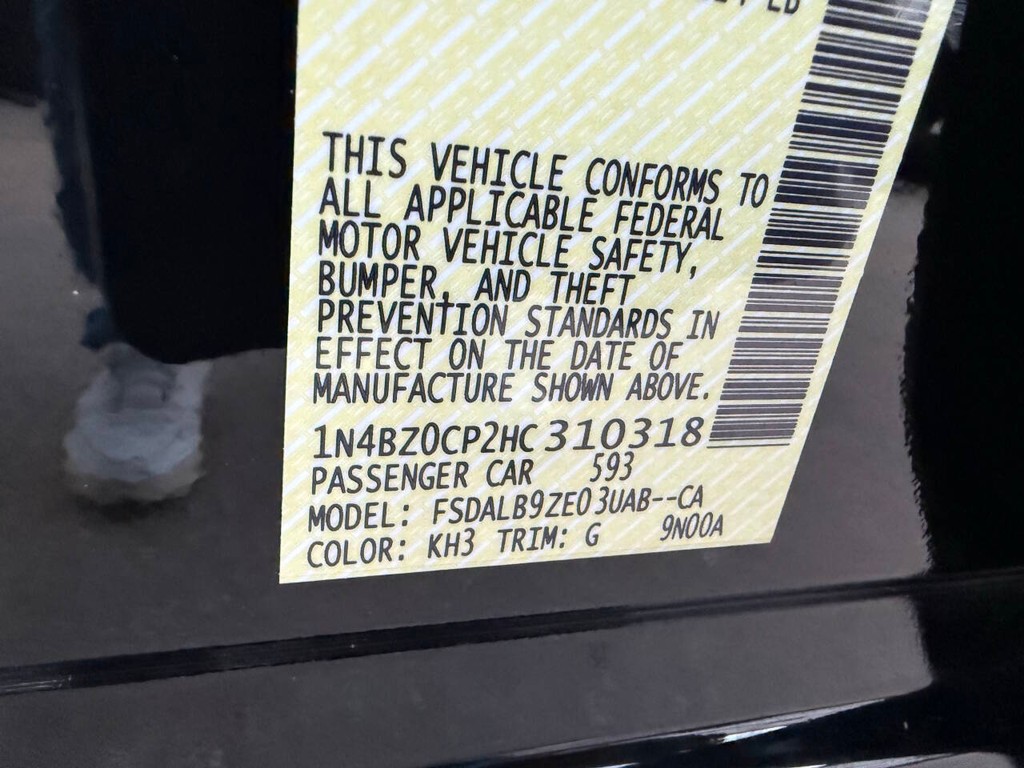 LB
THIS VEHICLE CONFORMS TO
ALL APPLICABLE FEDERAL
MOTOR VEHICLE SAFETY,
BUMPER, AND THEFT
PREVENTION STANDARDS IN
EFFECT ON THE DATE OF
MANUFACTURE SHOWN ABOVE.
1N4BZ0CP2HC310318
PASSENGER CAR 593
MODEL: FSDALB9ZE03UAB--CA
COLOR: KH3 TRIM: G 9N00A